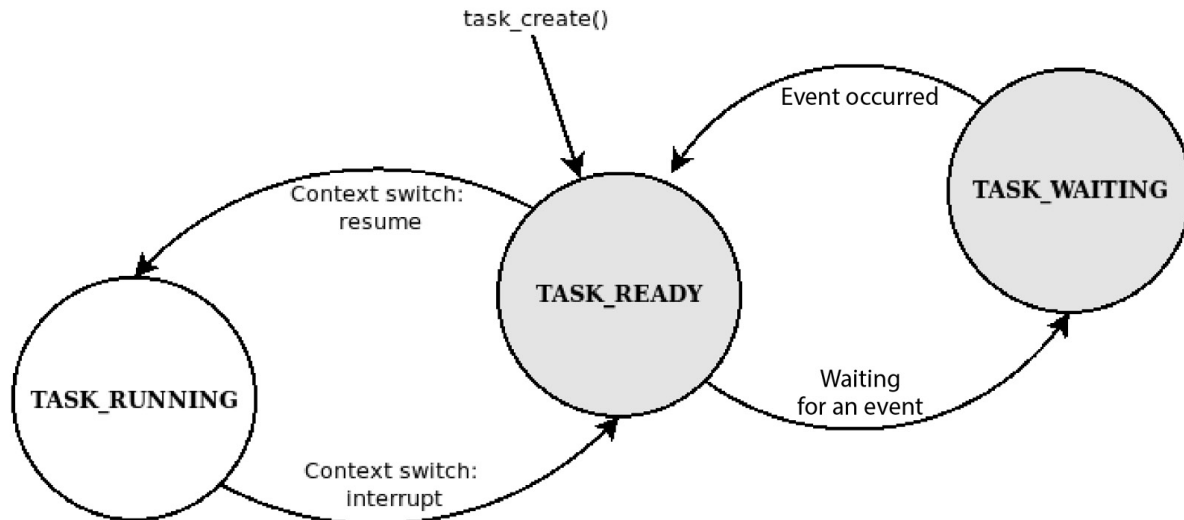 task_create()
Event occurred
TASK_WAITING
Context switch:
resume
TASK_READY
TASK_RUNNING
Waiting
for an event
Context switch:
interrupt